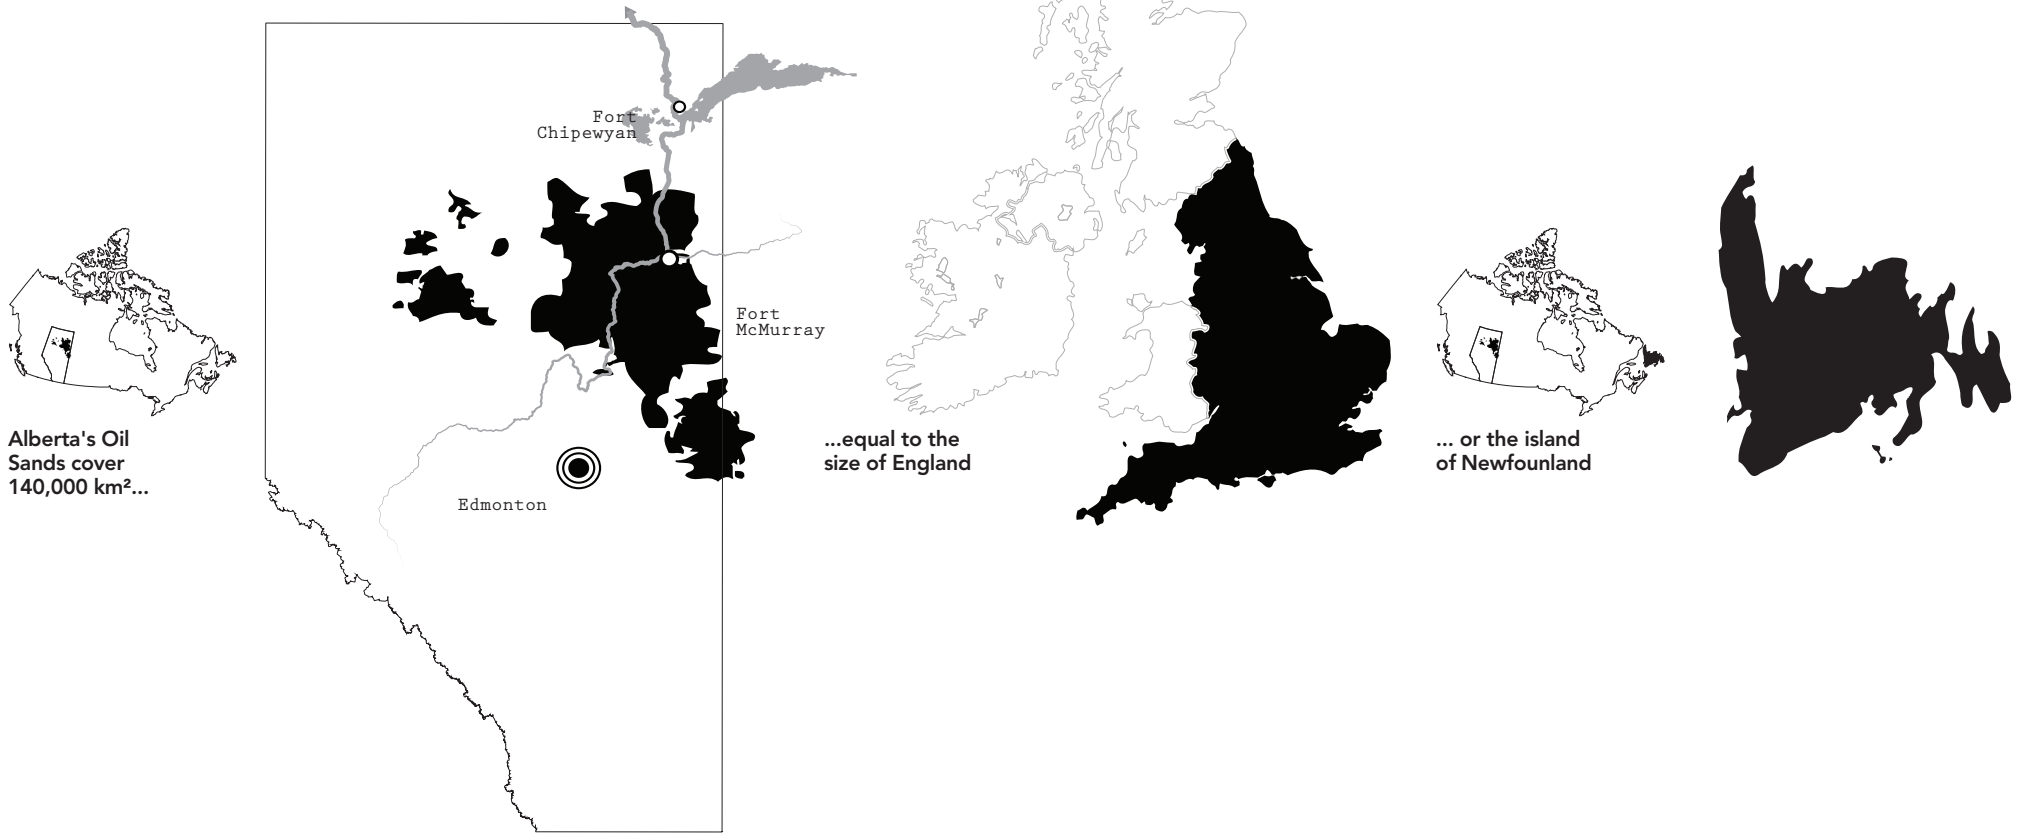 Fort
Chipewyan
Fort
McMurray
Edmonton
Alberta's Oil
Sands cover
140,000 km²...
...equal to the
size of England
... or the island
of Newfounland